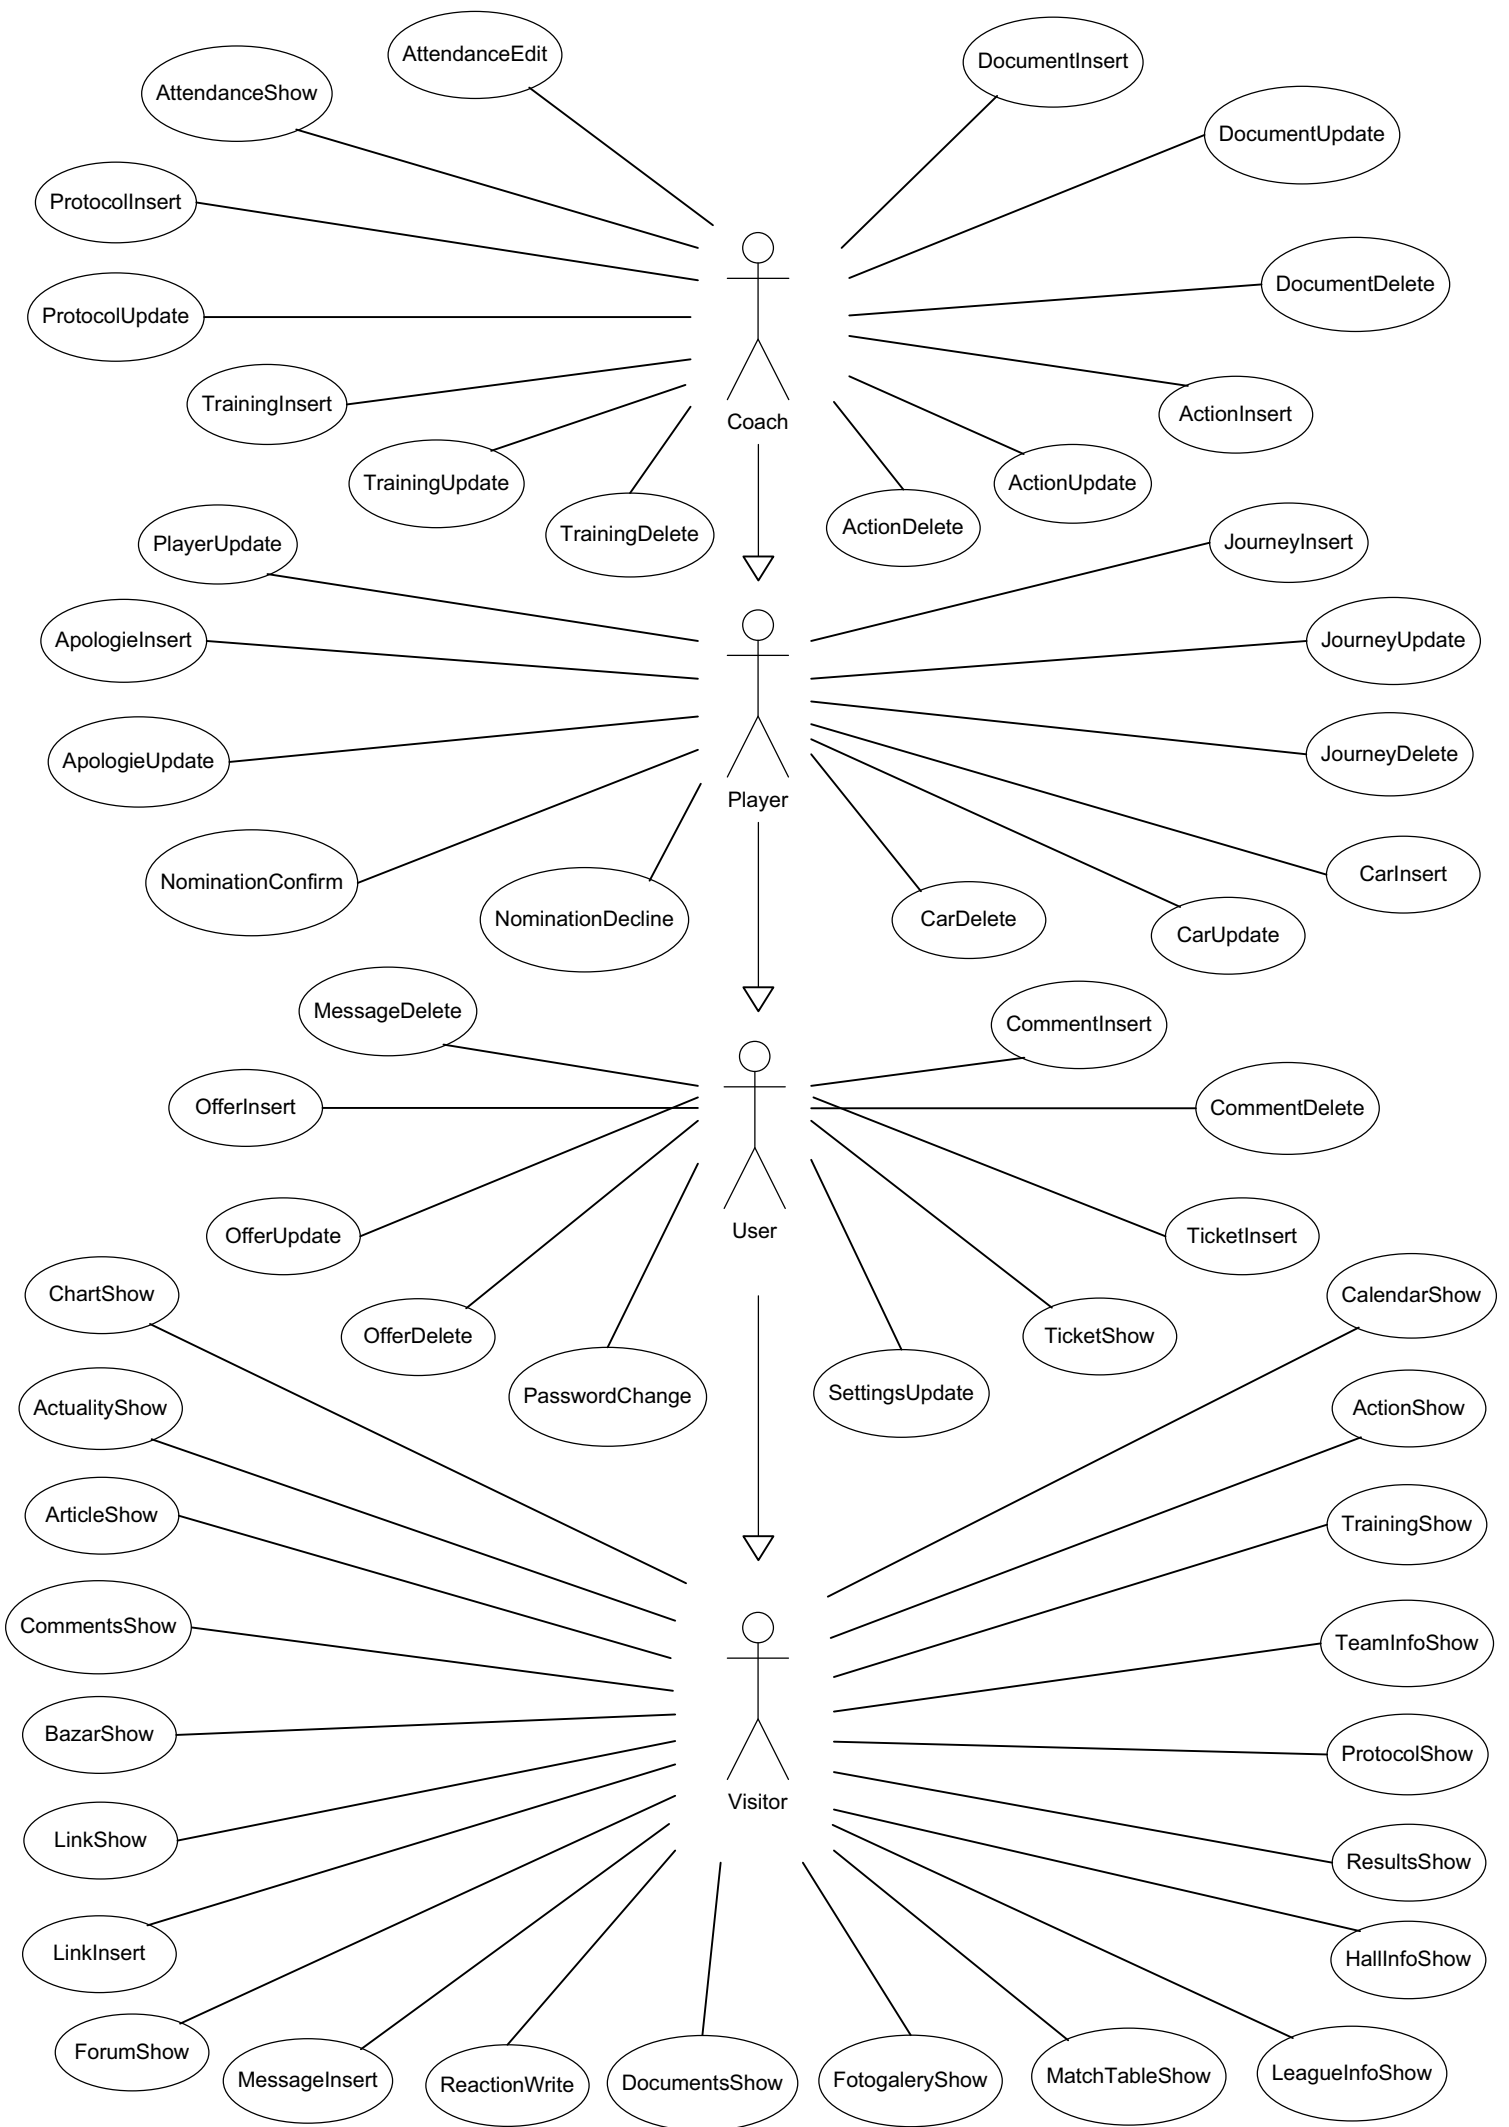 AttendanceEdit
DocumentInsert
AttendanceShow
DocumentUpdate
ProtocolInsert
DocumentDelete
ProtocolUpdate
TrainingInsert
ActionInsert
Coach
TrainingUpdate
ActionUpdate
TrainingDelete
ActionDelete
PlayerUpdate
JourneyInsert
ApologieInsert
JourneyUpdate
ApologieUpdate
JourneyDelete
Player
NominationConfirm
CarInsert
NominationDecline
CarDelete
CarUpdate
MessageDelete
CommentInsert
OfferInsert
CommentDelete
User
OfferUpdate
TicketInsert
ChartShow
CalendarShow
OfferDelete
TicketShow
PasswordChange
SettingsUpdate
ActualityShow
ActionShow
ArticleShow
TrainingShow
CommentsShow
TeamInfoShow
BazarShow
ProtocolShow
Visitor
LinkShow
ResultsShow
LinkInsert
HallInfoShow
ForumShow
MessageInsert
ReactionWrite
DocumentsShow
FotogaleryShow
MatchTableShow
LeagueInfoShow